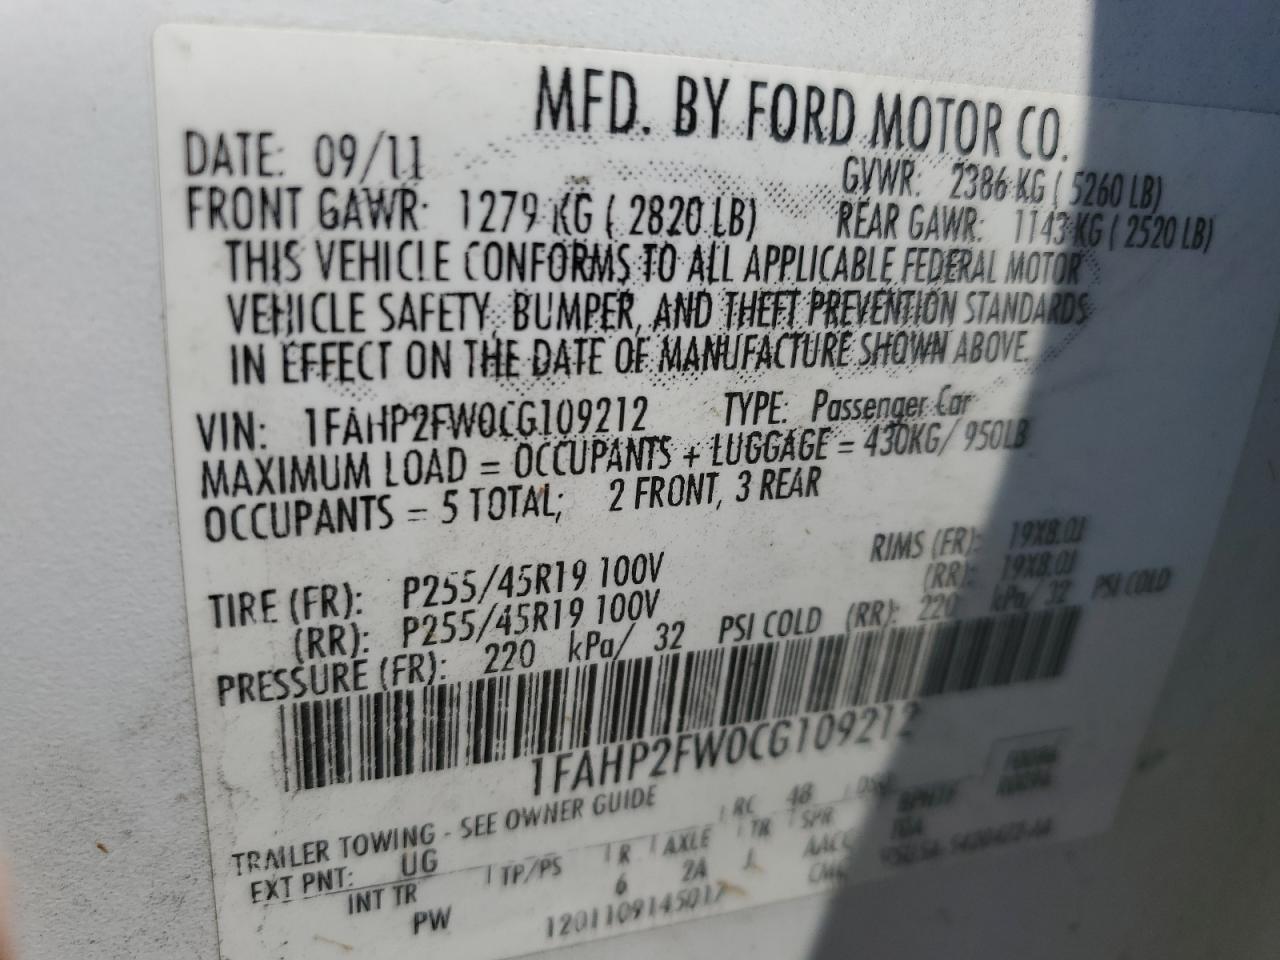 MFD. BY FORD MOTOR CO.
DATE: 09/11 GVWR: 2386 KG ( 5260 LB)
FRONT GAWR: 1279 KG ( 2820 LB) REAR GAWR: 1143 KG ( 2520 LB)
THIS VEHICLE CONFORMS TO ALL APPLICABLE FEDERAL MOTOR
VEHICLE SAFETY, BUMPER, AND THEFT PREVENTION STANDARDS
IN EFFECT ON THE DATE OF MANUFACTURE SHOWN ABOVE.
VIN: 1FAHP2FW0CG109212 TYPE: Passenger Car
MAXIMUM LOAD = OCCUPANTS + LUGGAGE = 430KG/ 950LB
OCCUPANTS = 5 TOTAL; 2 FRONT, 3 REAR
TIRE (FR): P255/45R19 100V RIMS (FR): 19X8.0J
(RR): P255/45R19 100V (RR): 19X8.0J
PRESSURE (FR): 220 kPa/ 32 PSI COLD (RR): 220 kPa/ 32 PSI COLD
1FAHP2FW0CG109212
TRAILER TOWING - SEE OWNER GUIDE
EXT PNT: UG RC 48 DSO
INT TR TP/PS R AXLE TR SPR
PW 6 2A J AACC
1201109145017